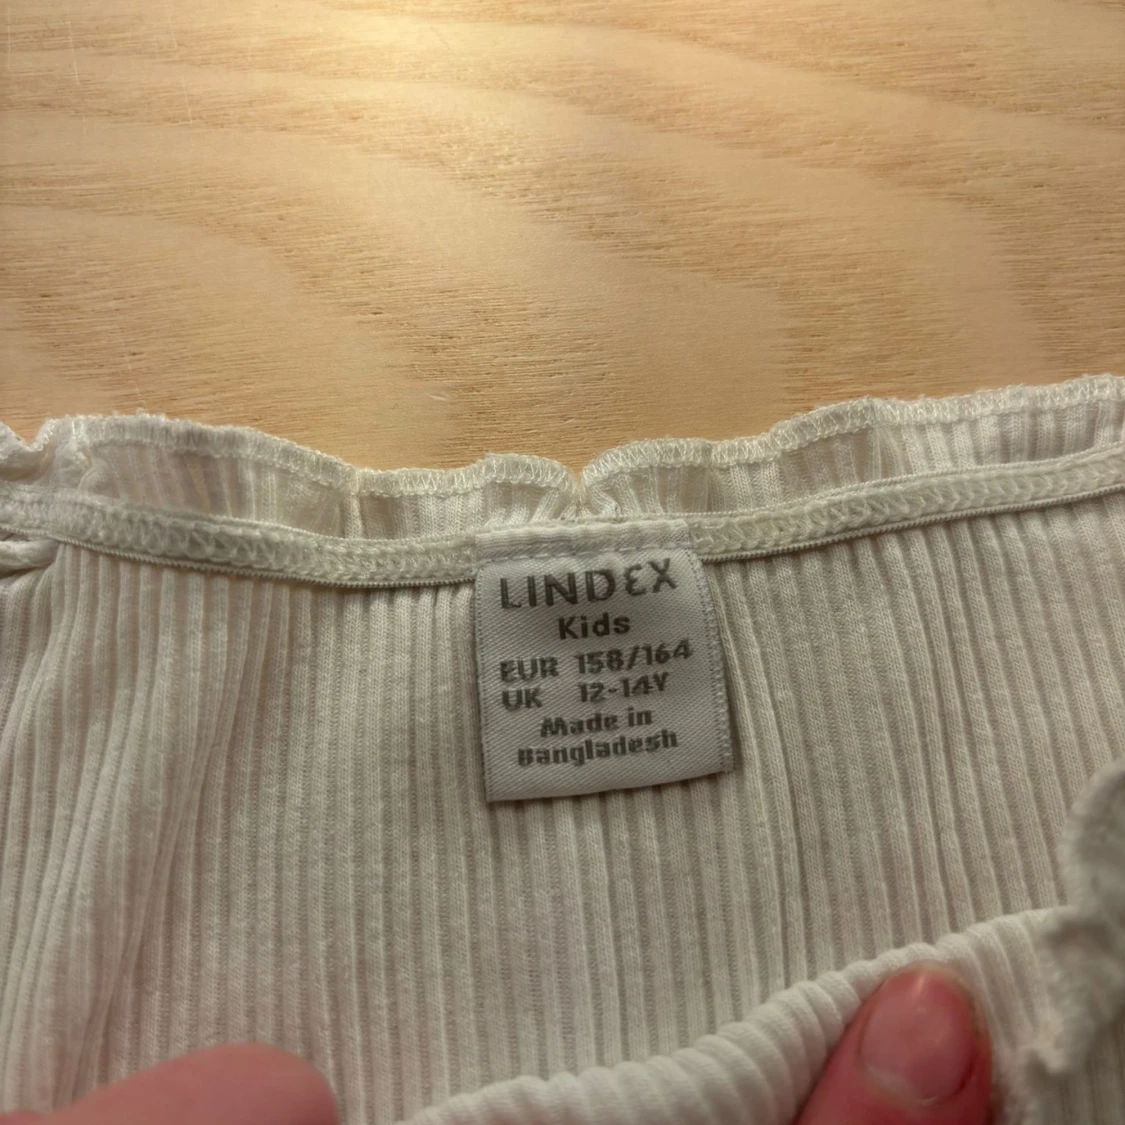 LINDEX
Kids
EUR 158/164
UK 12-14Y
Made in
Bangladesh